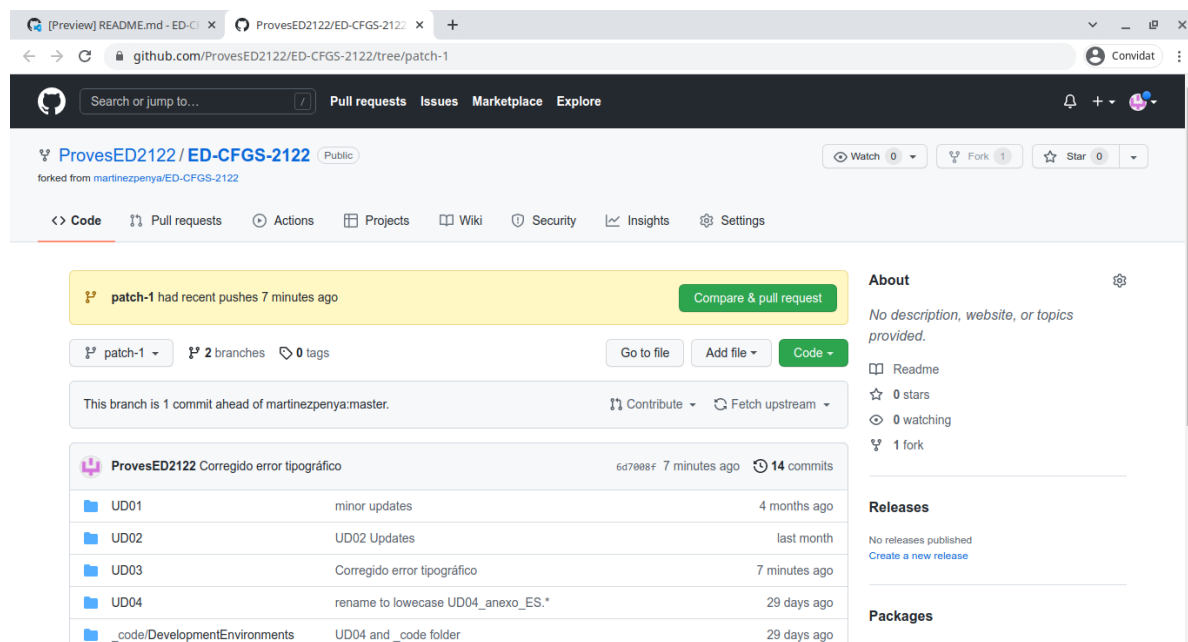 [Preview] README.md - ED-CF
ProvesED2122/ED-CFGS-2122
github.com/ProvesED2122/ED-CFGS-2122/tree/patch-1
Convidat
Search or jump to…
/
Pull requests Issues Marketplace Explore
ProvesED2122 / ED-CFGS-2122 Public
Watch 0
Fork 1
Star 0
forked from martinezpenya/ED-CFGS-2122
Code Pull requests Actions Projects Wiki Security Insights Settings
patch-1 had recent pushes 7 minutes ago
Compare & pull request
patch-1
2 branches 0 tags
Go to file
Add file
Code
This branch is 1 commit ahead of martinezpenya:master.
Contribute
Fetch upstream
ProvesED2122 Corregido error tipográfico 6d7008f 7 minutes ago 14 commits
UD01 minor updates 4 months ago
UD02 UD02 Updates last month
UD03 Corregido error tipográfico 7 minutes ago
UD04 rename to lowecase UD04_anexo_ES.* 29 days ago
_code/DevelopmentEnvironments UD04 and _code folder 29 days ago
About
No description, website, or topics
provided.
Readme
0 stars
0 watching
1 fork
Releases
No releases published
Create a new release
Packages